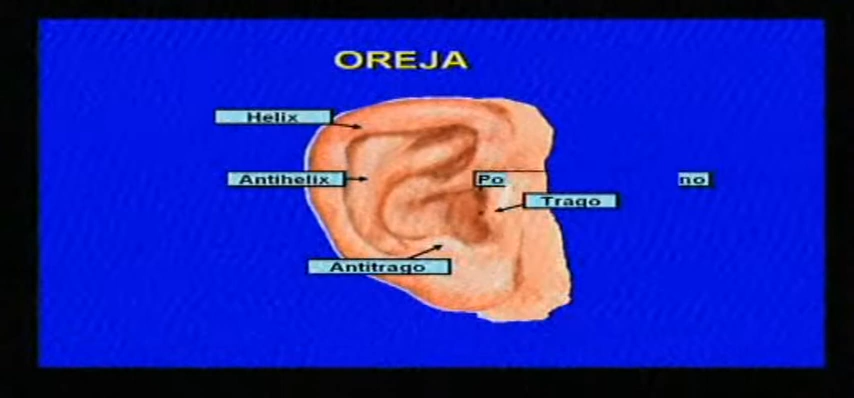 OREJA
Helix
Antihelix
Po
no
Trago
Antitrago